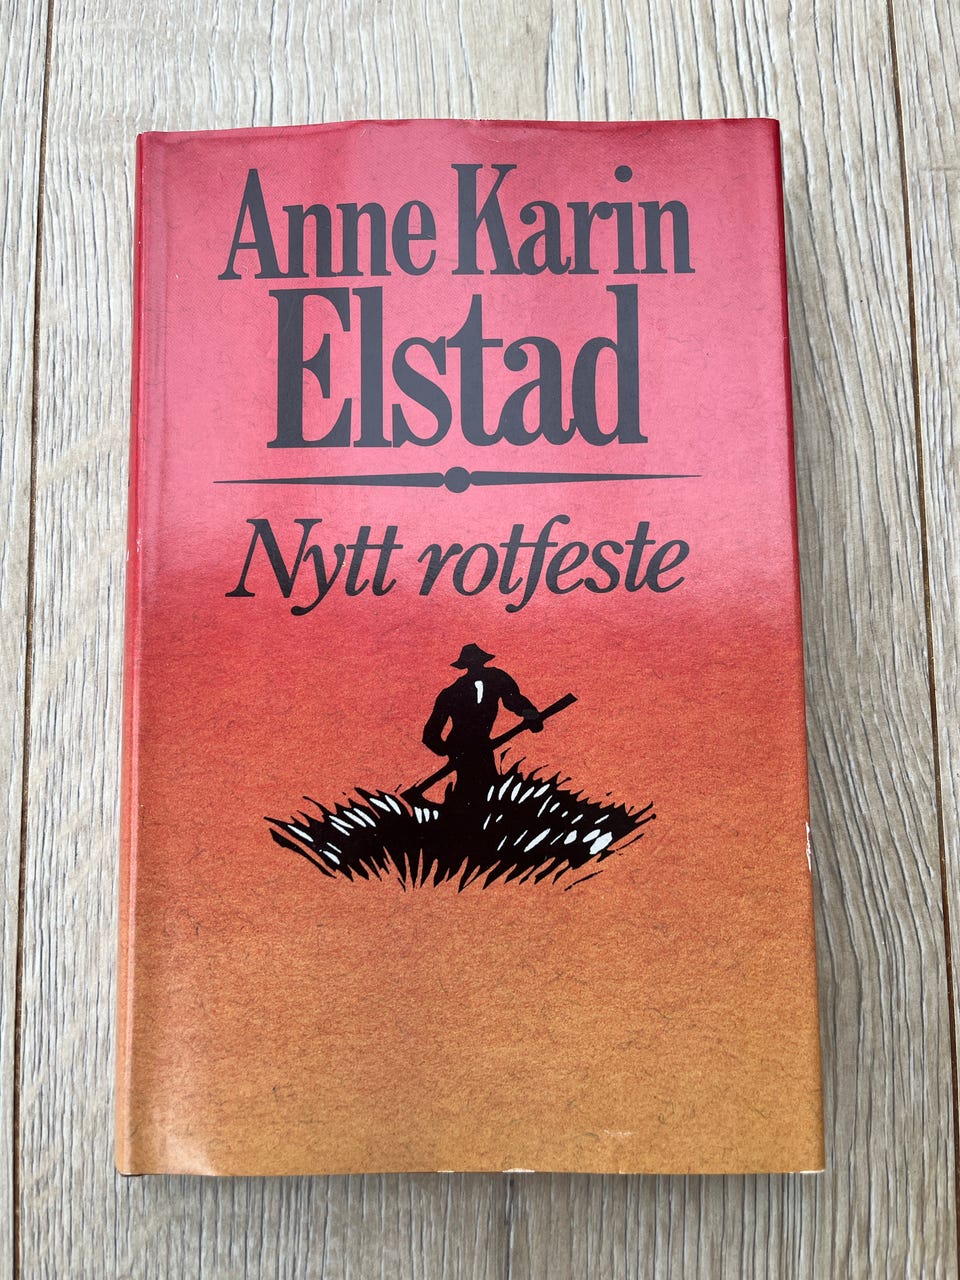 Anne Karin
Elstad
Nytt rotfeste